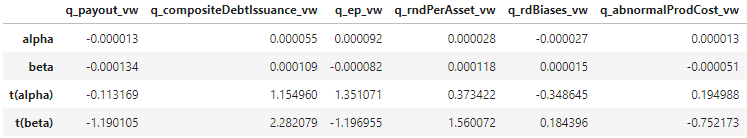 q_payout_vw q_compositeDebtIssuance_vw q_ep_vw q_rndPerAsset_vw q_rdBiases_vw q_abnormalProdCost_vw
alpha -0.000013 0.000055 0.000092 0.000028 -0.000027 0.000013
beta -0.000134 0.000109 -0.000082 0.000118 0.000015 -0.000051
t(alpha) -0.113169 1.154960 1.351071 0.373422 -0.348645 0.194988
t(beta) -1.190105 2.282079 -1.196955 1.560072 0.184396 -0.752173